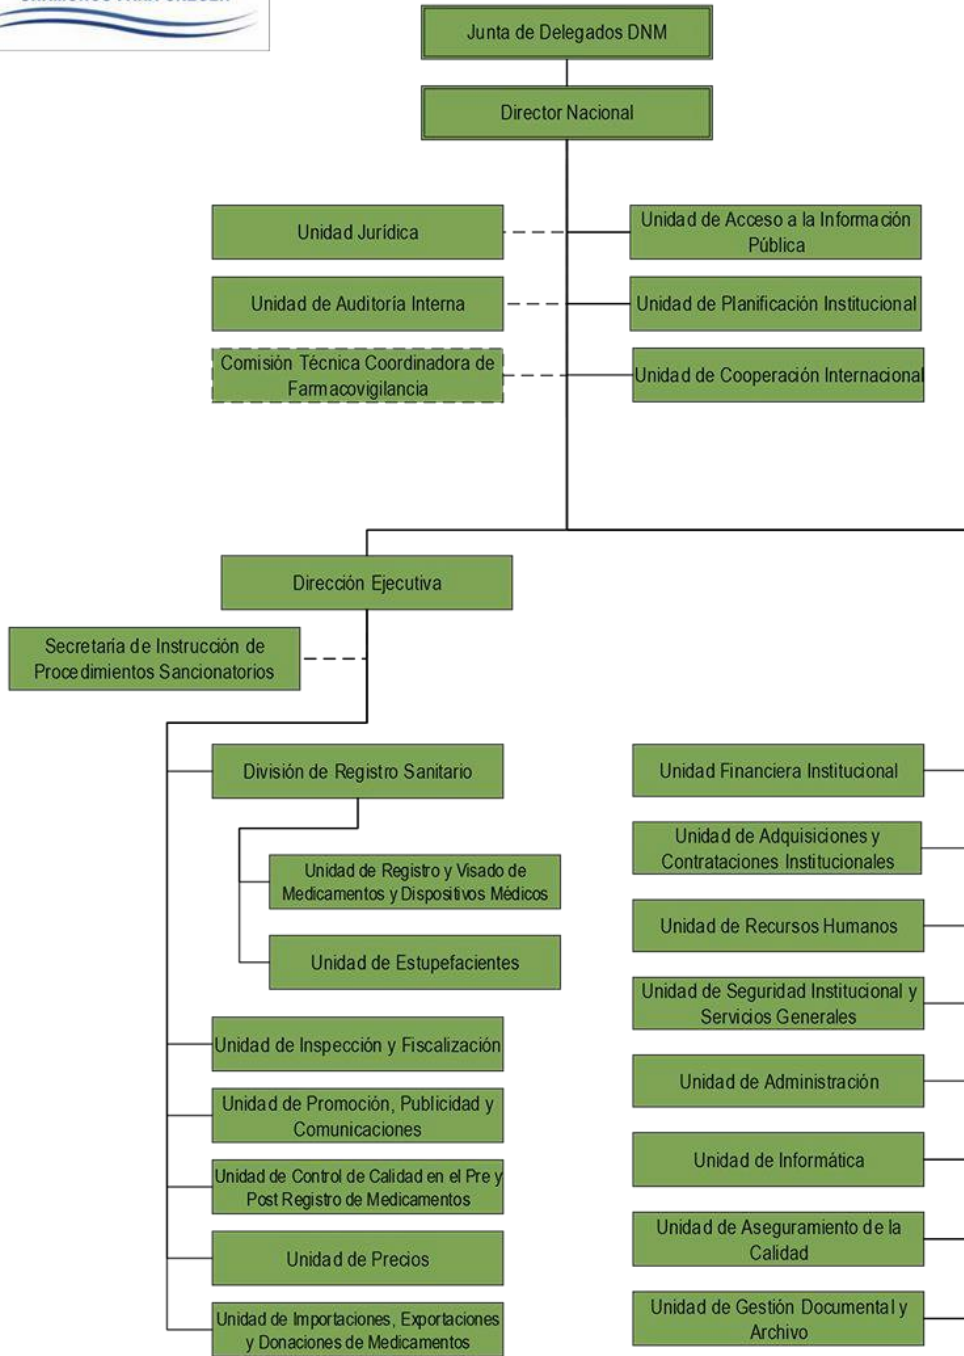 UNÁMONOS PARA CRECER
Junta de Delegados DNM
Director Nacional
Unidad Jurídica
Unidad de Acceso a la Información
Pública
Unidad de Auditoría Interna
Unidad de Planificación Institucional
Comisión Técnica Coordinadora de
Farmacovigilancia
Unidad de Cooperación Internacional
Dirección Ejecutiva
Secretaría de Instrucción de
Procedimientos Sancionatorios
División de Registro Sanitario
Unidad de Registro y Visado de
Medicamentos y Dispositivos Médicos
Unidad de Estupefacientes
Unidad de Inspección y Fiscalización
Unidad de Promoción, Publicidad y
Comunicaciones
Unidad de Control de Calidad en el Pre y
Post Registro de Medicamentos
Unidad de Precios
Unidad de Importaciones, Exportaciones
y Donaciones de Medicamentos
Unidad Financiera Institucional
Unidad de Adquisiciones y
Contrataciones Institucionales
Unidad de Recursos Humanos
Unidad de Seguridad Institucional y
Servicios Generales
Unidad de Administración
Unidad de Informática
Unidad de Aseguramiento de la
Calidad
Unidad de Gestión Documental y
Archivo